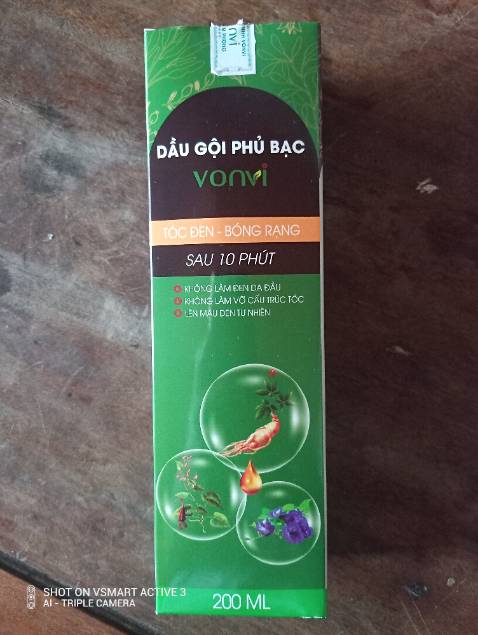 DẦU GỘI PHỦ BẠC
vonvi
TÓC ĐEN - BÓNG RẠNG
SAU 10 PHÚT
KHÔNG LÀM ĐEN DA ĐẦU
KHÔNG LÀM VỠ CẤU TRÚC TÓC
LÊN MÀU ĐEN TỰ NHIÊN
200 ML
SHOT ON VSMART ACTIVE 3
AI - TRIPLE CAMERA